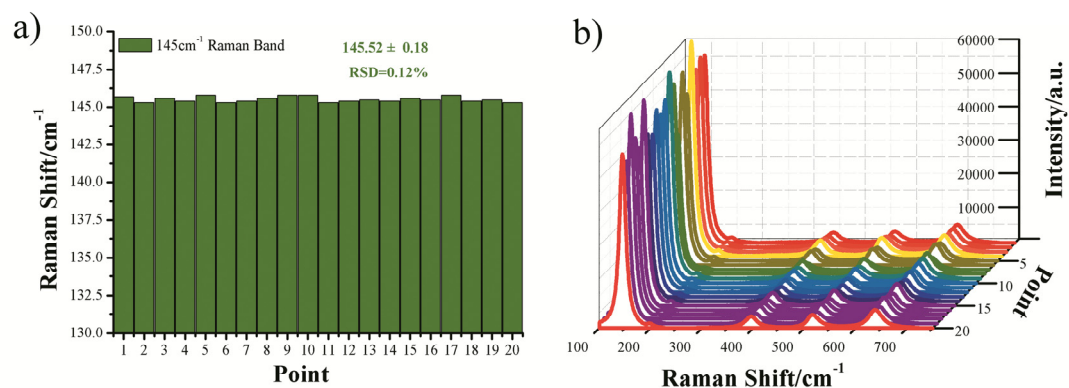 a)
150.0
147.5
145.0
142.5
140.0
137.5
135.0
132.5
130.0
Raman Shift/cm⁻¹
145cm⁻¹ Raman Band
145.52 ± 0.18
RSD=0.12%
1 2 3 4 5 6 7 8 9 10 11 12 13 14 15 16 17 18 19 20
Point
b)
60000
50000
40000
30000
20000
10000
Intensity/a.u.
5
10
15
20
Point
100 200 300 400 500 600 700
Raman Shift/cm⁻¹